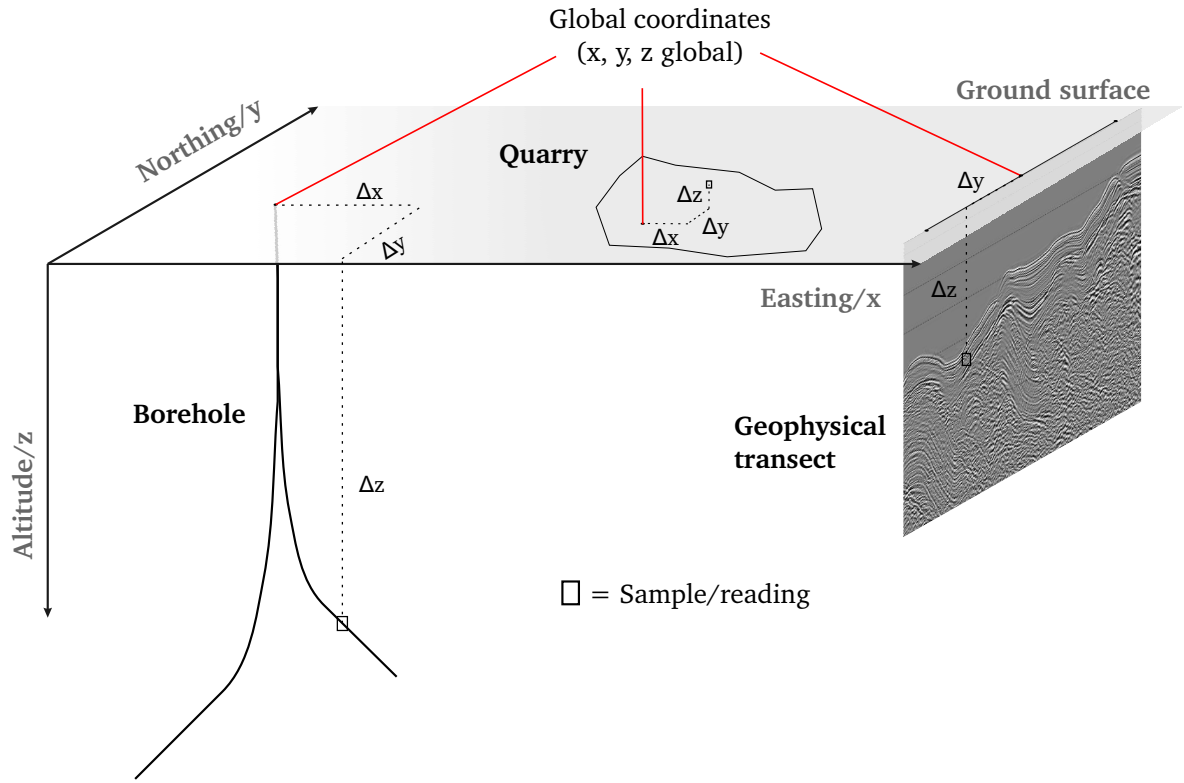 Global coordinates
(x, y, z global)
Ground surface
Northing/y
Quarry
Δx
Δy
Δz
Δx
Δy
Δy
Δz
Easting/x
Borehole
Geophysical
transect
Δz
Altitude/z
= Sample/reading